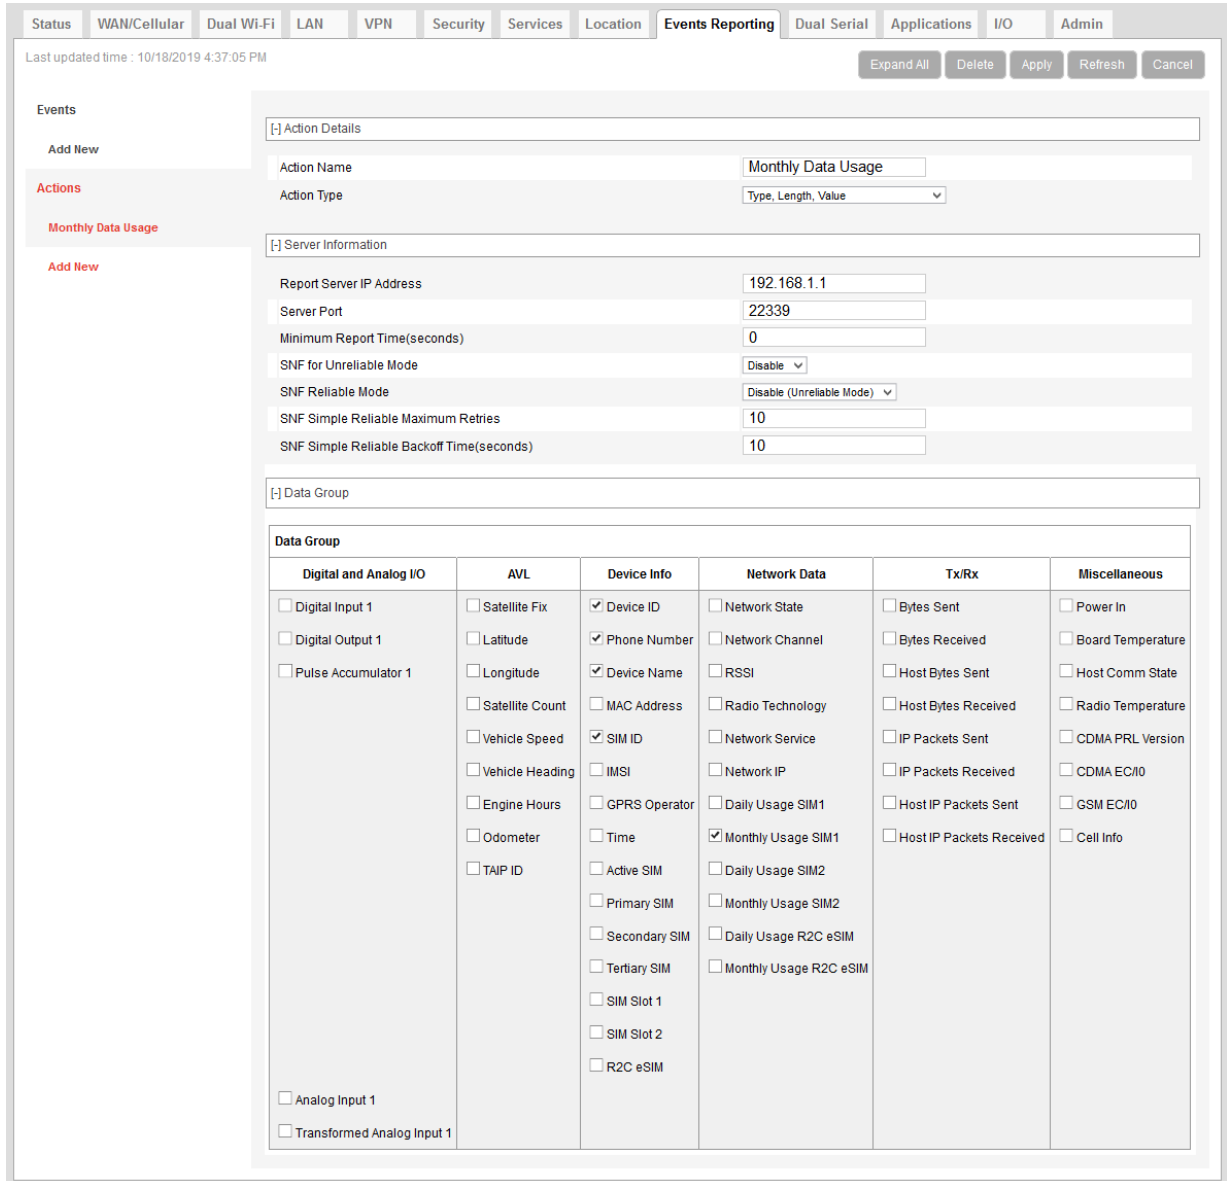 Status WAN/Cellular Dual Wi-Fi LAN VPN Security Services Location Events Reporting Dual Serial Applications I/O Admin
Last updated time : 10/18/2019 4:37:05 PM
Expand All Delete Apply Refresh Cancel
Events
Add New
Actions
Monthly Data Usage
Add New
[-] Action Details
Action Name Monthly Data Usage
Action Type Type, Length, Value
[-] Server Information
Report Server IP Address 192.168.1.1
Server Port 22339
Minimum Report Time(seconds) 0
SNF for Unreliable Mode Disable
SNF Reliable Mode Disable (Unreliable Mode)
SNF Simple Reliable Maximum Retries 10
SNF Simple Reliable Backoff Time(seconds) 10
[-] Data Group
Data Group
Digital and Analog I/O AVL Device Info Network Data Tx/Rx Miscellaneous
Digital Input 1 Satellite Fix Device ID Network State Bytes Sent Power In
Digital Output 1 Latitude Phone Number Network Channel Bytes Received Board Temperature
Pulse Accumulator 1 Longitude Device Name RSSI Host Bytes Sent Host Comm State
Satellite Count MAC Address Radio Technology Host Bytes Received Radio Temperature
Vehicle Speed SIM ID Network Service IP Packets Sent CDMA PRL Version
Vehicle Heading IMSI Network IP IP Packets Received CDMA EC/I0
Engine Hours GPRS Operator Daily Usage SIM1 Host IP Packets Sent GSM EC/I0
Odometer Time Monthly Usage SIM1 Host IP Packets Received Cell Info
TAIP ID Active SIM Daily Usage SIM2
Primary SIM Monthly Usage SIM2
Secondary SIM Daily Usage R2C eSIM
Tertiary SIM Monthly Usage R2C eSIM
SIM Slot 1
SIM Slot 2
R2C eSIM
Analog Input 1
Transformed Analog Input 1